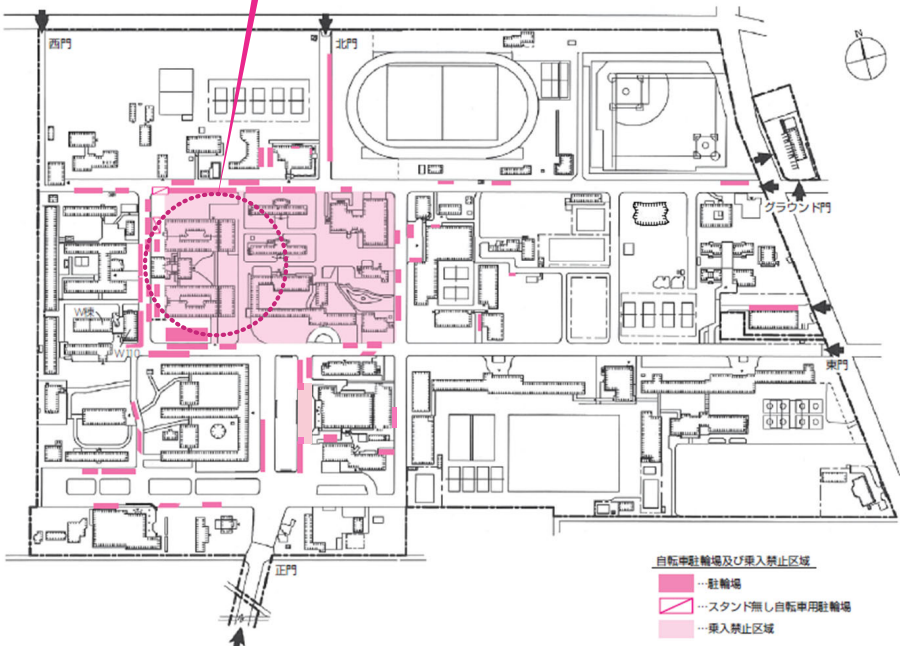 西門
北門
N
グラウンド門
W棟
W110
東門
正門
自転車駐輪場及び乗入禁止区域
…駐輪場
…スタンド無し自転車用駐輪場
…乗入禁止区域